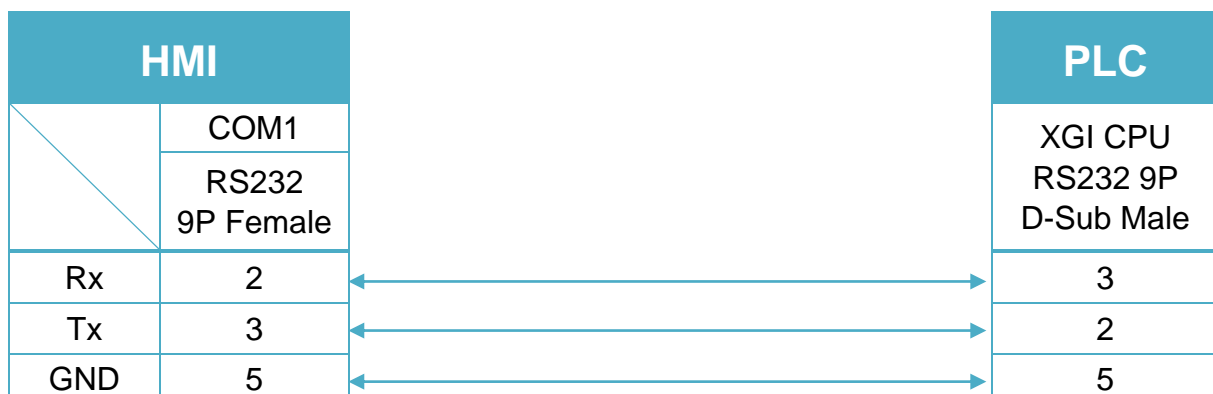 HMI
PLC
COM1
RS232
9P Female
XGI CPU
RS232 9P
D-Sub Male
Rx 2 3
Tx 3 2
GND 5 5